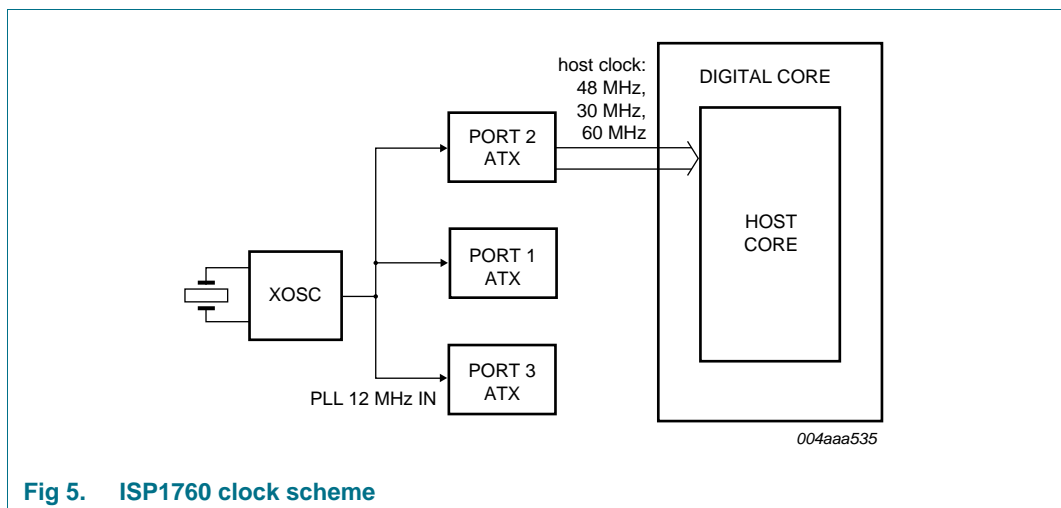 host clock:
48 MHz,
30 MHz,
60 MHz
DIGITAL CORE
PORT 2
ATX
HOST
CORE
PORT 1
ATX
XOSC
PORT 3
ATX
PLL 12 MHz IN
004aaa535
Fig 5. ISP1760 clock scheme